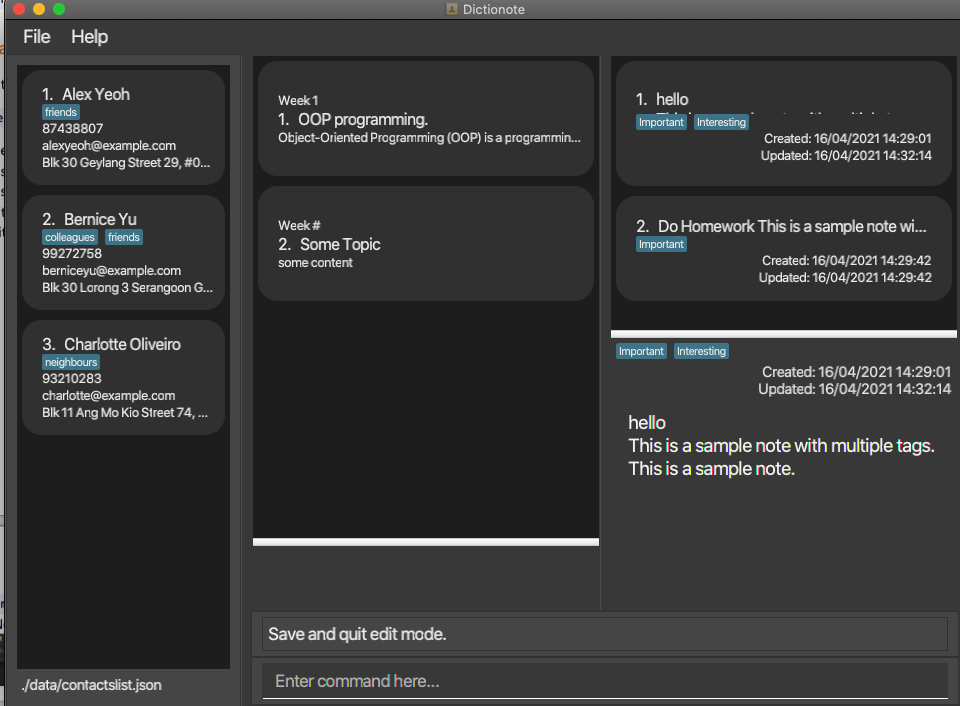 Dictionote
File Help
1. Alex Yeoh
friends
87438807
alexyeoh@example.com
Blk 30 Geylang Street 29, #0...
2. Bernice Yu
colleagues friends
99272758
berniceyu@example.com
Blk 30 Lorong 3 Serangoon G...
3. Charlotte Oliveiro
neighbours
93210283
charlotte@example.com
Blk 11 Ang Mo Kio Street 74, ...
./data/contactslist.json
Week 1
1. OOP programming.
Object-Oriented Programming (OOP) is a programmin...
Week #
2. Some Topic
some content
1. hello
Important Interesting
Created: 16/04/2021 14:29:01
Updated: 16/04/2021 14:32:14
2. Do Homework This is a sample note wi...
Important
Created: 16/04/2021 14:29:42
Updated: 16/04/2021 14:29:42
Important Interesting
Created: 16/04/2021 14:29:01
Updated: 16/04/2021 14:32:14
hello
This is a sample note with multiple tags.
This is a sample note.
Save and quit edit mode.
Enter command here...